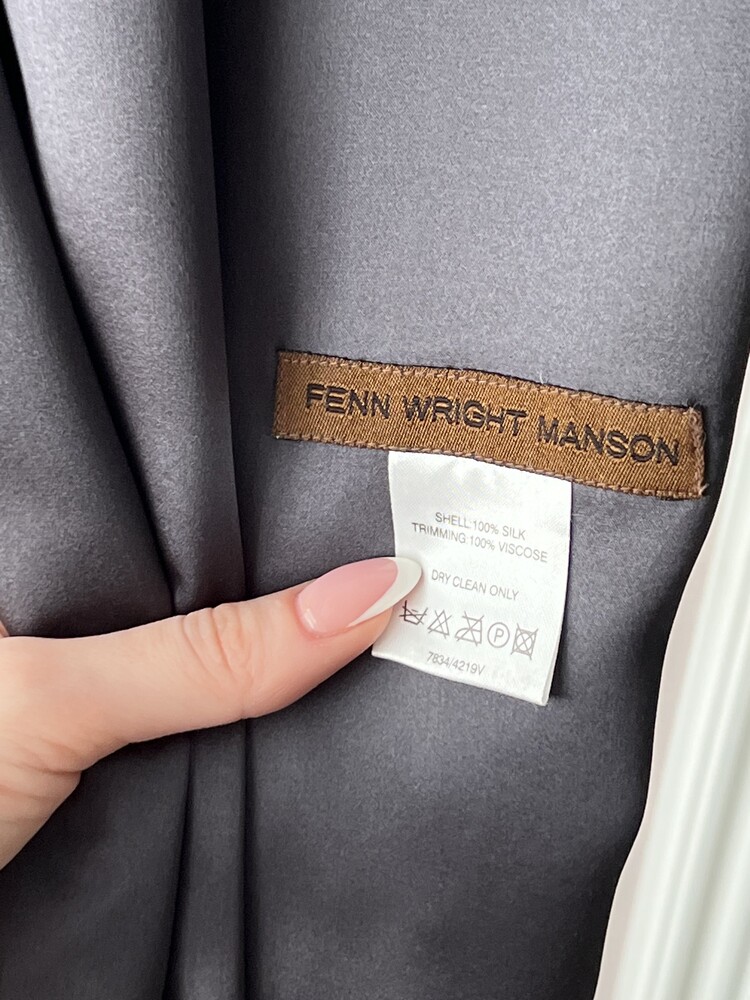 FENN WRIGHT MANSON
SHELL 100% SILK
TRIMMING 100% VISCOSE
DRY CLEAN ONLY
P
7834/4219V